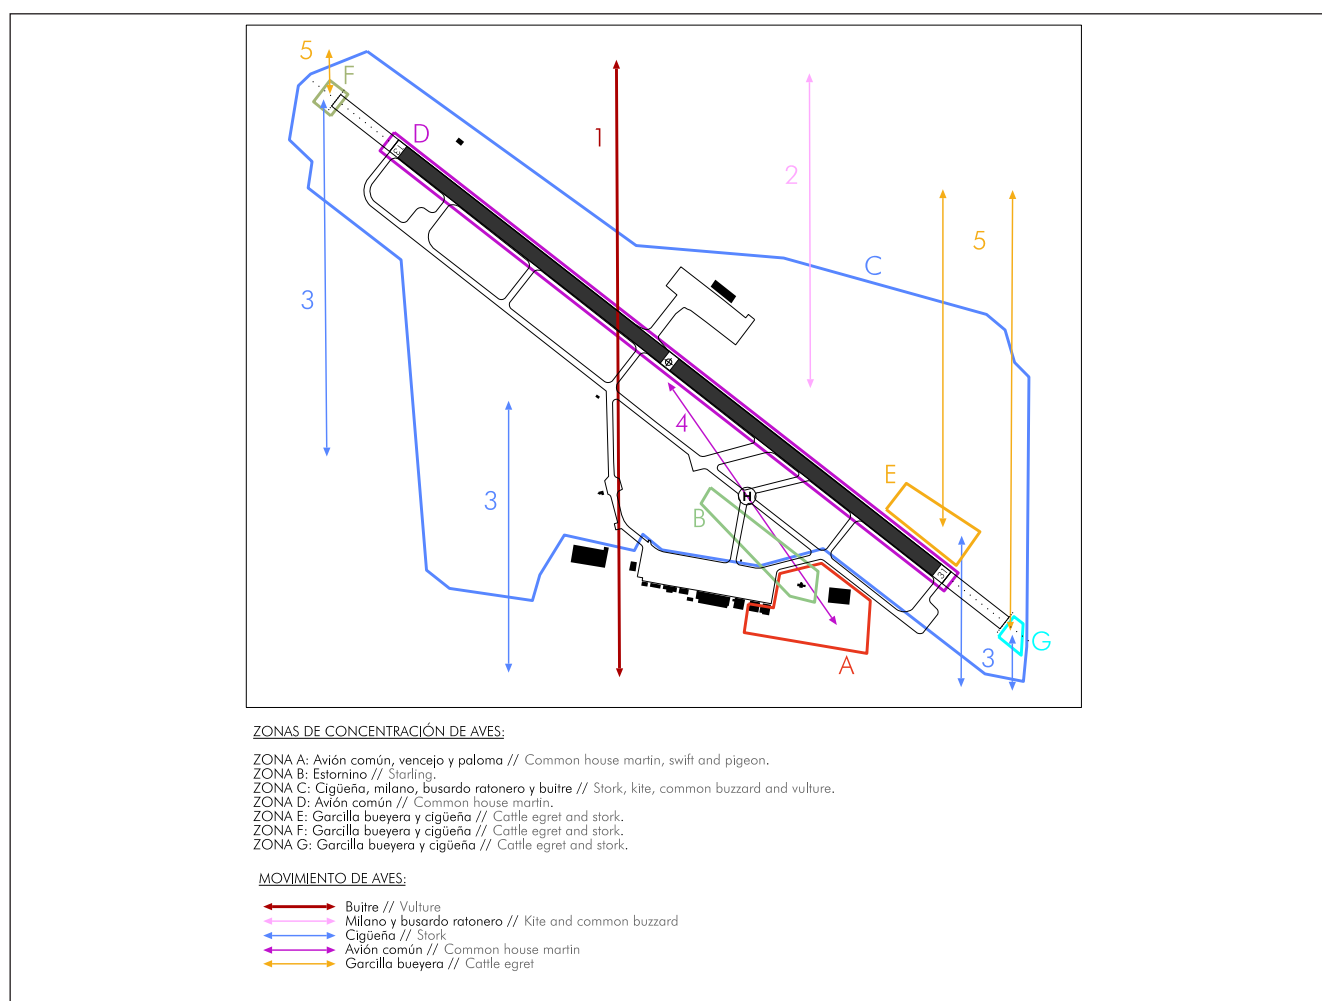 5
F
D
1
2
5
C
3
4
E
3
B
H
3
G
A
ZONAS DE CONCENTRACIÓN DE AVES:
ZONA A: Avión común, vencejo y paloma // Common house martin, swift and pigeon.
ZONA B: Estornino // Starling.
ZONA C: Cigüeña, milano, busardo ratonero y buitre // Stork, kite, common buzzard and vulture.
ZONA D: Avión común // Common house martin.
ZONA E: Garcilla bueyera y cigüeña // Cattle egret and stork.
ZONA F: Garcilla bueyera y cigüeña // Cattle egret and stork.
ZONA G: Garcilla bueyera y cigüeña // Cattle egret and stork.
MOVIMIENTO DE AVES:
Buitre // Vulture
Milano y busardo ratonero // Kite and common buzzard
Cigüeña // Stork
Avión común // Common house martin
Garcilla bueyera // Cattle egret